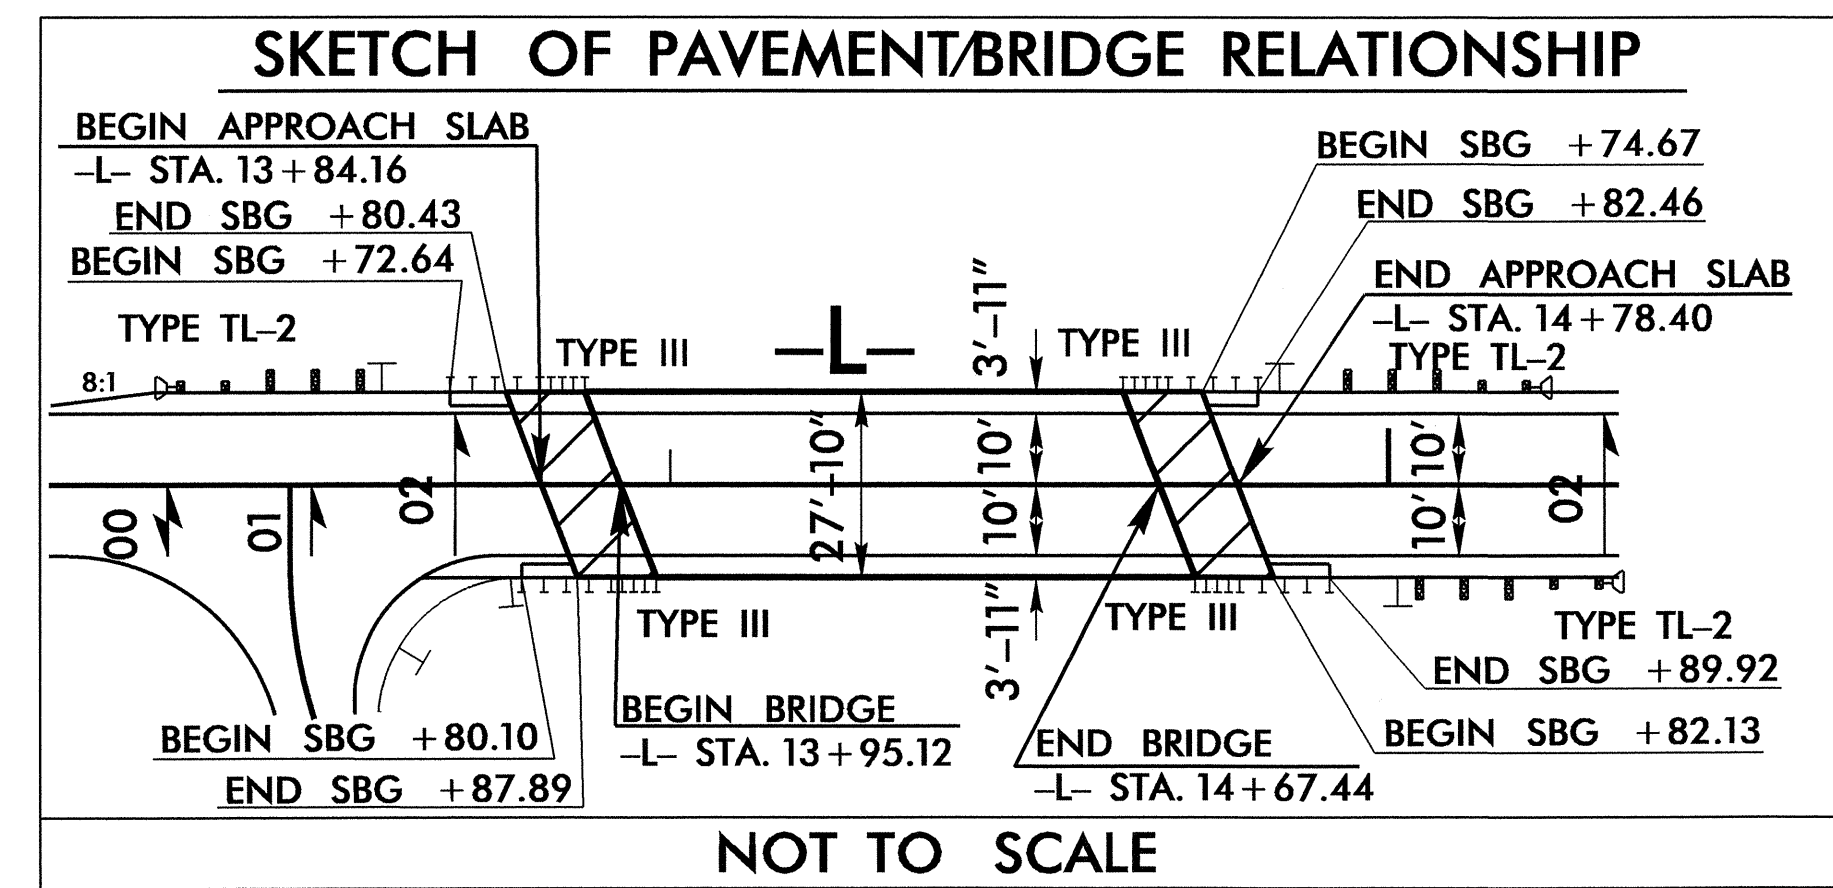 SKETCH OF PAVEMENT/BRIDGE RELATIONSHIP
BEGIN APPROACH SLAB
-L- STA. 13+84.16
END SBG +80.43
BEGIN SBG +72.64
TYPE TL-2
8:1
TYPE III
-L-
3'-11"
TYPE III
BEGIN SBG +74.67
END SBG +82.46
END APPROACH SLAB
-L- STA. 14+78.40
TYPE TL-2
00
01
02
27'-10"
10'
10'
10'
10'
02
3'-11"
TYPE III
TYPE III
TYPE TL-2
END SBG +89.92
BEGIN SBG +82.13
BEGIN BRIDGE
-L- STA. 13+95.12
END BRIDGE
-L- STA. 14+67.44
BEGIN SBG +80.10
END SBG +87.89
NOT TO SCALE